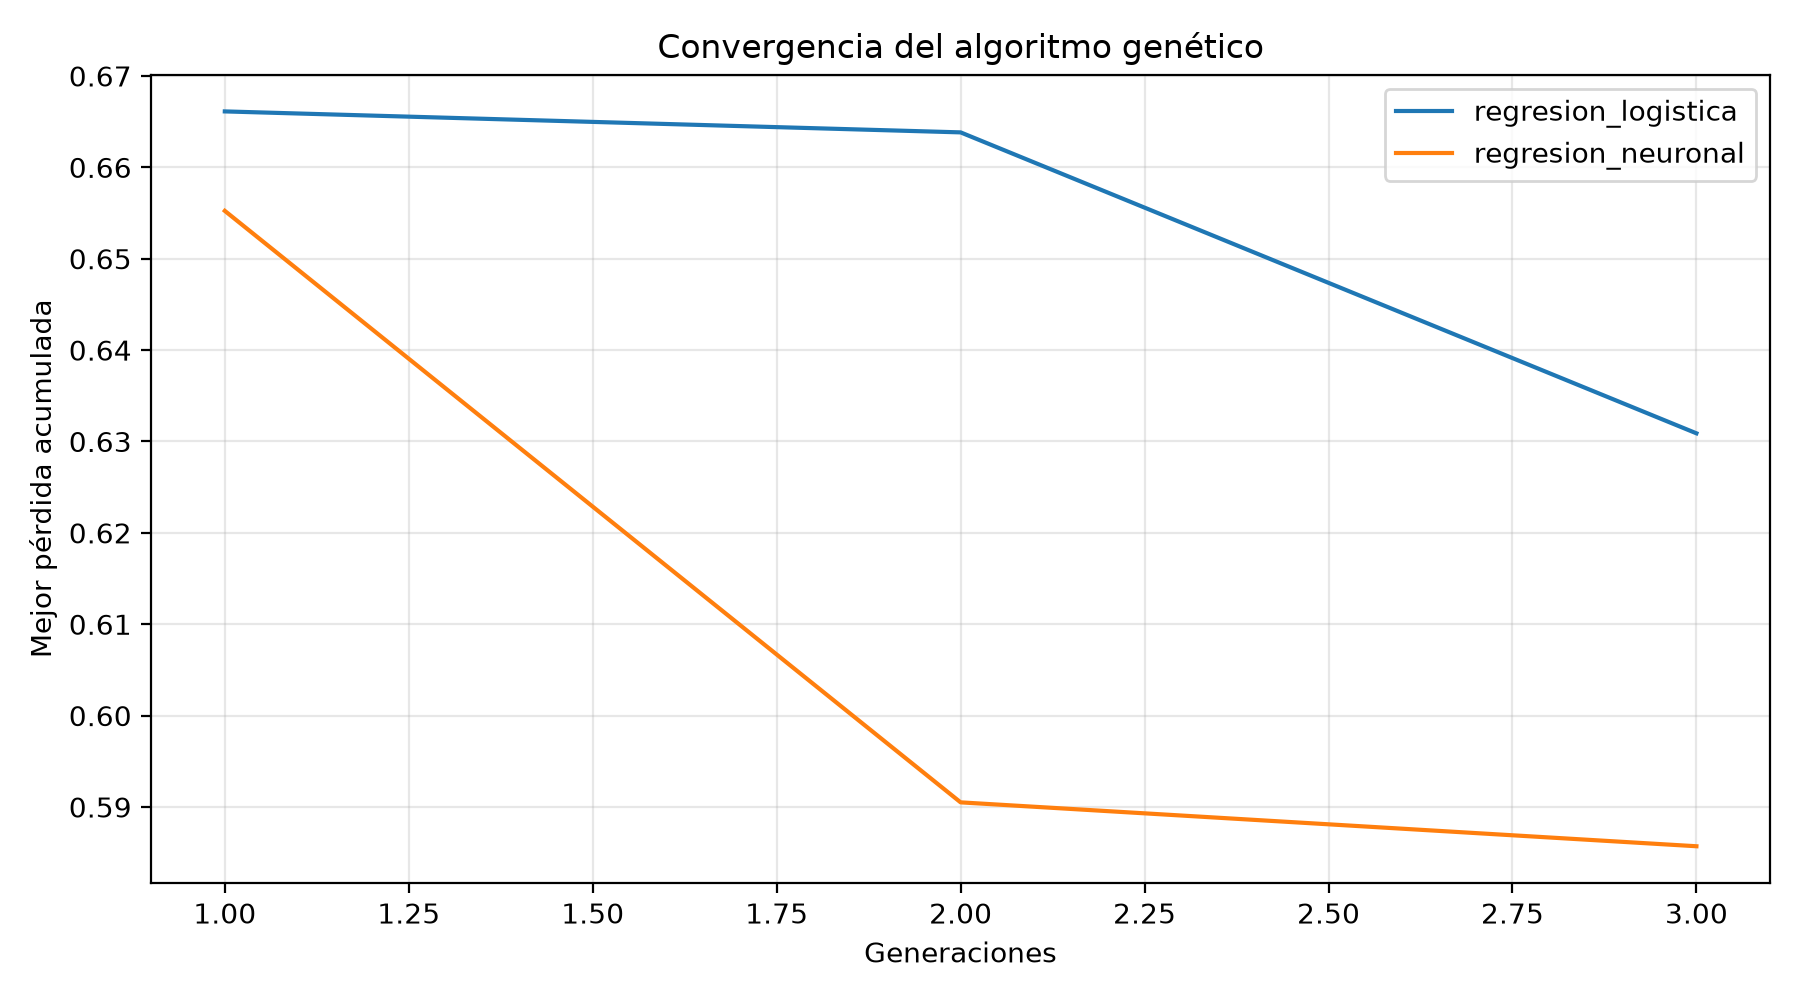 Convergencia del algoritmo genético
regresion_logistica
regresion_neuronal
Mejor pérdida acumulada
0.67
0.66
0.65
0.64
0.63
0.62
0.61
0.60
0.59
1.00 1.25 1.50 1.75 2.00 2.25 2.50 2.75 3.00
Generaciones